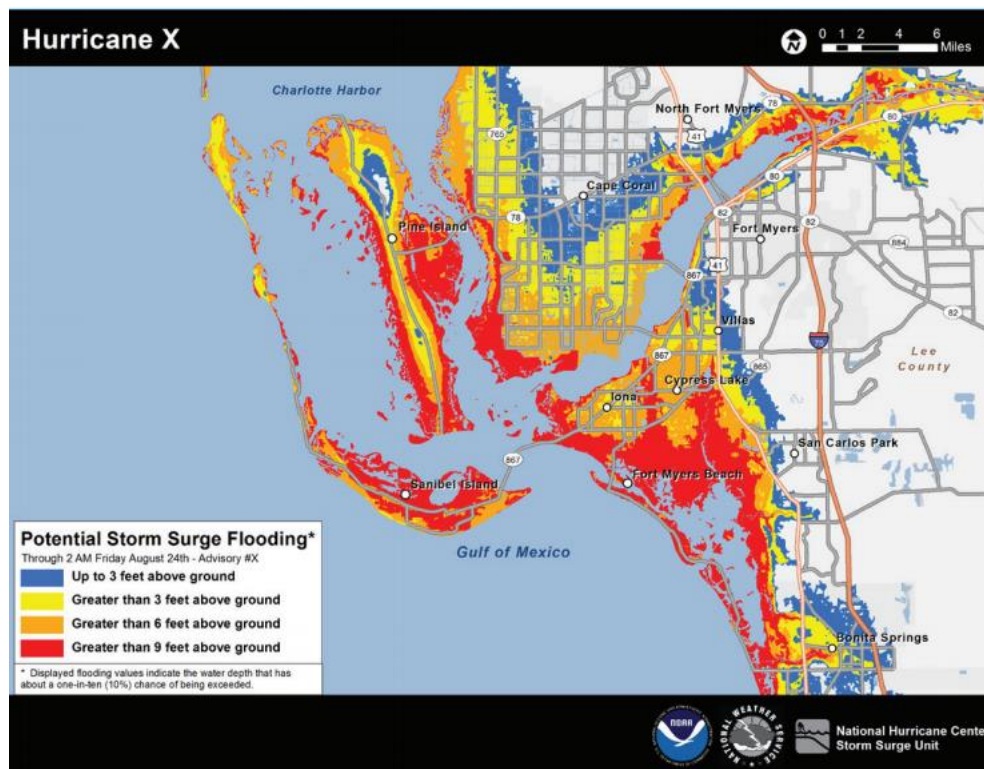 Hurricane X
N
0 1 2 4 6
Miles
Charlotte Harbor
North Fort Myers
78
80
41
765
Cape Coral
80
78
82
82
Pine Island
Fort Myers
884
41
867
82
Villas
75
867
865
Lee
County
Cypress Lake
Iona
San Carlos Park
867
Fort Myers Beach
Sanibel Island
Gulf of Mexico
Bonita Springs
Potential Storm Surge Flooding*
Through 2 AM Friday August 24th - Advisory #X
Up to 3 feet above ground
Greater than 3 feet above ground
Greater than 6 feet above ground
Greater than 9 feet above ground
* Displayed flooding values indicate the water depth that has
about a one-in-ten (10%) chance of being exceeded.
NOAA
NATIONAL WEATHER SERVICE
National Hurricane Center
Storm Surge Unit